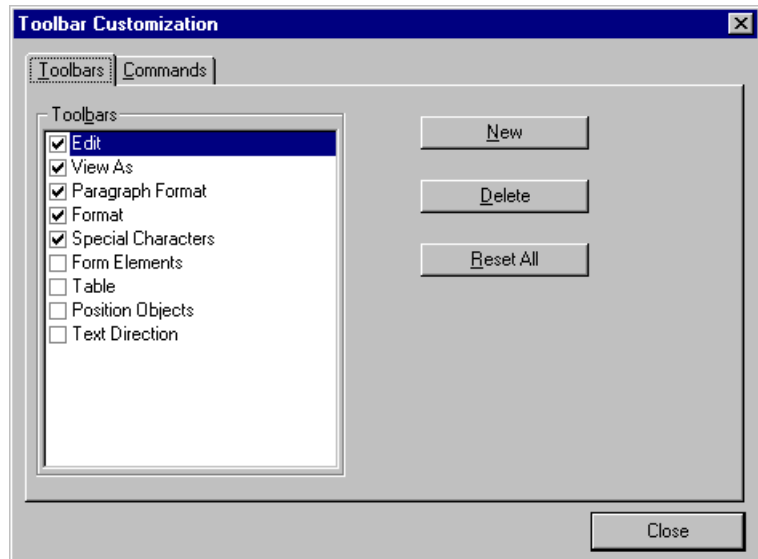 Toolbar Customization
Toolbars Commands
Toolbars
Edit
View As
Paragraph Format
Format
Special Characters
Form Elements
Table
Position Objects
Text Direction
New
Delete
Reset All
Close